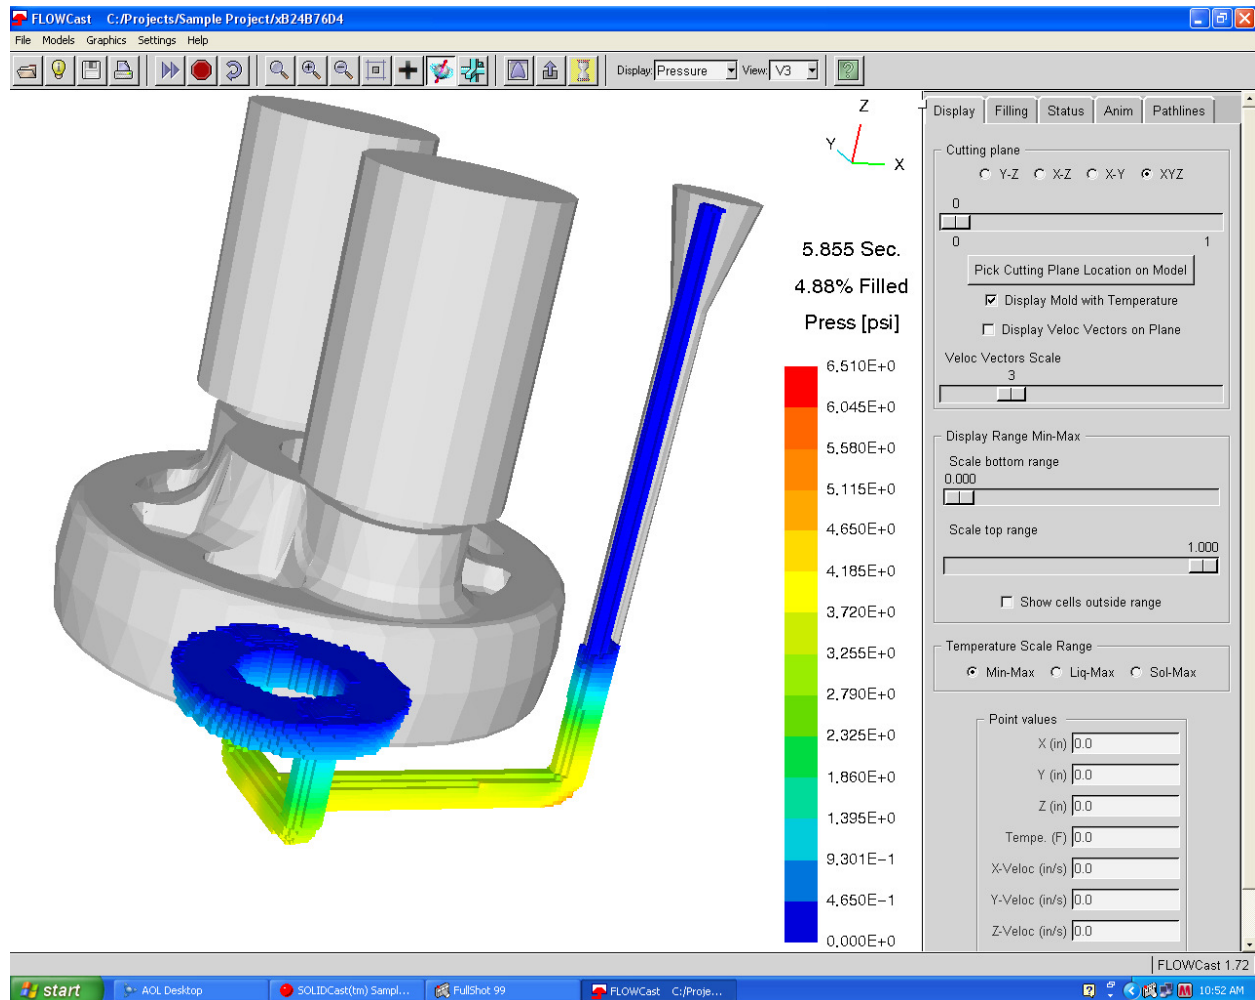 FLOWCast C:/Projects/Sample Project/xB24B76D4
File Models Graphics Settings Help
Display: Pressure View: V3
Z
Y
X
5.855 Sec.
4.88% Filled
Press [psi]
6.510E+0
6.045E+0
5.580E+0
5.115E+0
4.650E+0
4.185E+0
3.720E+0
3.255E+0
2.790E+0
2.325E+0
1.860E+0
1.395E+0
9.301E-1
4.650E-1
0.000E+0
Display Filling Status Anim Pathlines
Cutting plane
Y-Z X-Z X-Y XYZ
0
0 1
Pick Cutting Plane Location on Model
Display Mold with Temperature
Display Veloc Vectors on Plane
Veloc Vectors Scale
3
Display Range Min-Max
Scale bottom range
0.000
Scale top range
1.000
Show cells outside range
Temperature Scale Range
Min-Max Liq-Max Sol-Max
Point values
X (in) 0.0
Y (in) 0.0
Z (in) 0.0
Tempe. (F) 0.0
X-Veloc (in/s) 0.0
Y-Veloc (in/s) 0.0
Z-Veloc (in/s) 0.0
FLOWCast 1.72
start AOL Desktop SOLIDCast(tm) Sampl... FullShot 99 FLOWCast C:/Proje... 10:52 AM